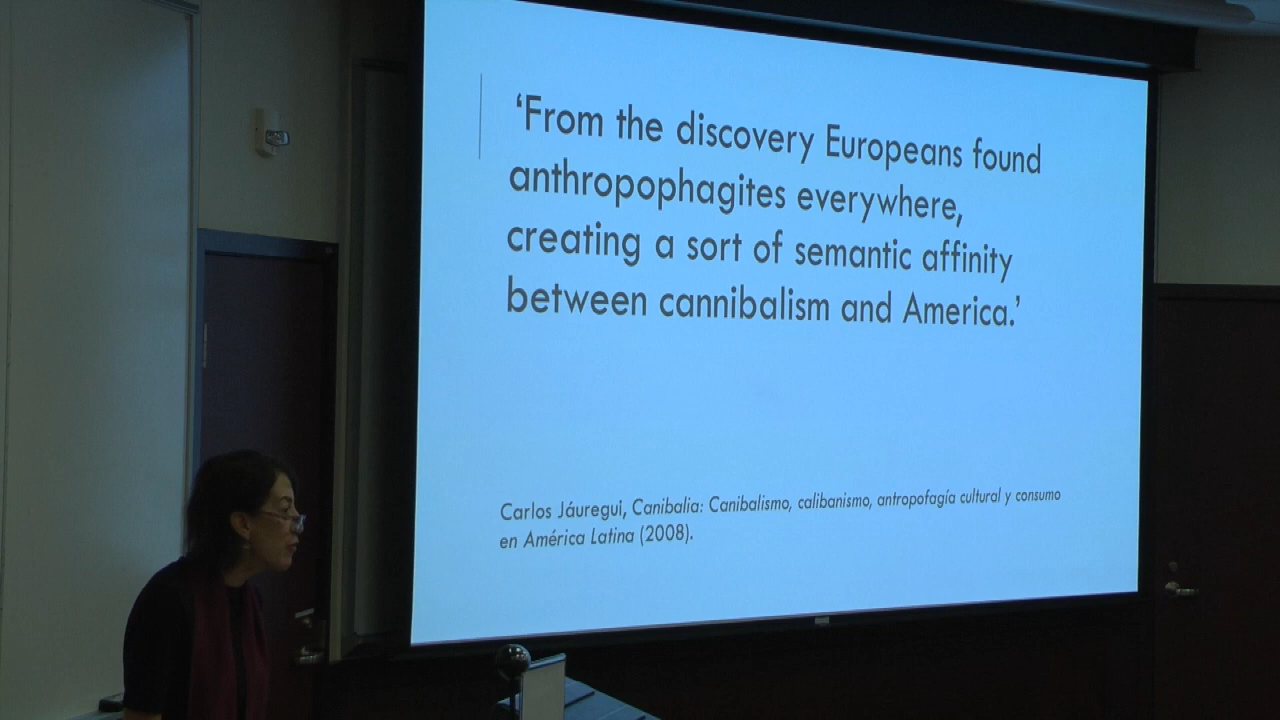 ‘From the discovery Europeans found
anthropophagites everywhere,
creating a sort of semantic affinity
between cannibalism and America.’
Carlos Jáuregui, Canibalia: Canibalismo, calibanismo, antropofagía cultural y consumo
en América Latina (2008).